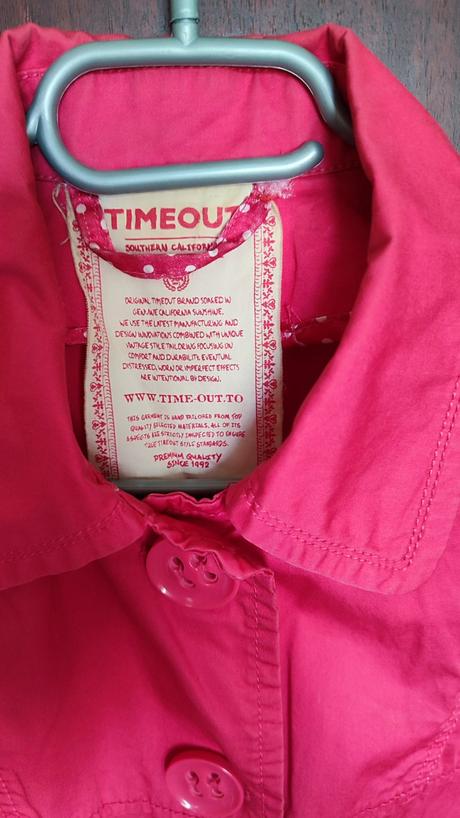 TIMEOUT
SOUTHERN CALIFORN
ORIGINAL TIMEOUT BRAND SOAKED IN
GENUINE CALIFORNIA SUNSHINE.
WE USE THE LATEST MANUFACTURING AND
DESIGN INNOVATIONS COMBINED WITH UNIQUE
VINTAGE STYLE TAILORING FOCUSING ON
COMFORT AND DURABILITY. EVENTUAL
DISTRESSED, WORN OR IMPERFECT EFFECTS
ARE INTENTIONAL BY DESIGN.
WWW.TIME-OUT.TO
THIS GARMENT IS HAND TAILORED FROM TOP
QUALITY SELECTED MATERIALS. ALL OF ITS
ASPECTS ARE STRICTLY INSPECTED TO ENSURE
TRUE TIMEOUT STYLE STANDARDS.
PREMIUM QUALITY
SINCE 1992